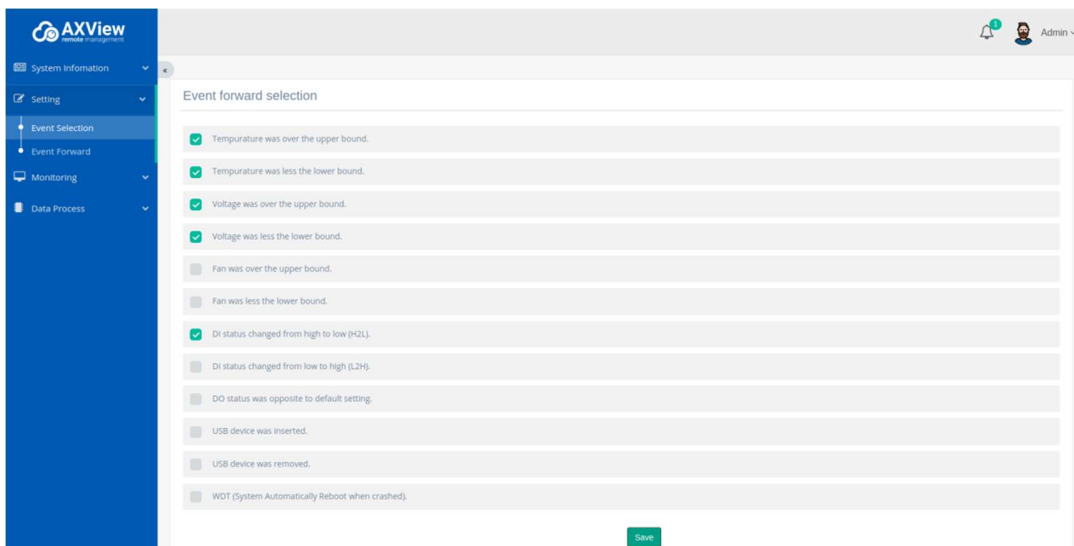 AXView
remote management
1
Admin
System Infomation
Setting
Event Selection
Event Forward
Monitoring
Data Process
«
Event forward selection
Tempurature was over the upper bound.
Tempurature was less the lower bound.
Voltage was over the upper bound.
Voltage was less the lower bound.
Fan was over the upper bound.
Fan was less the lower bound.
DI status changed from high to low (H2L).
DI status changed from low to high (L2H).
DO status was opposite to default setting.
USB device was inserted.
USB device was removed.
WDT (System Automatically Reboot when crashed).
Save